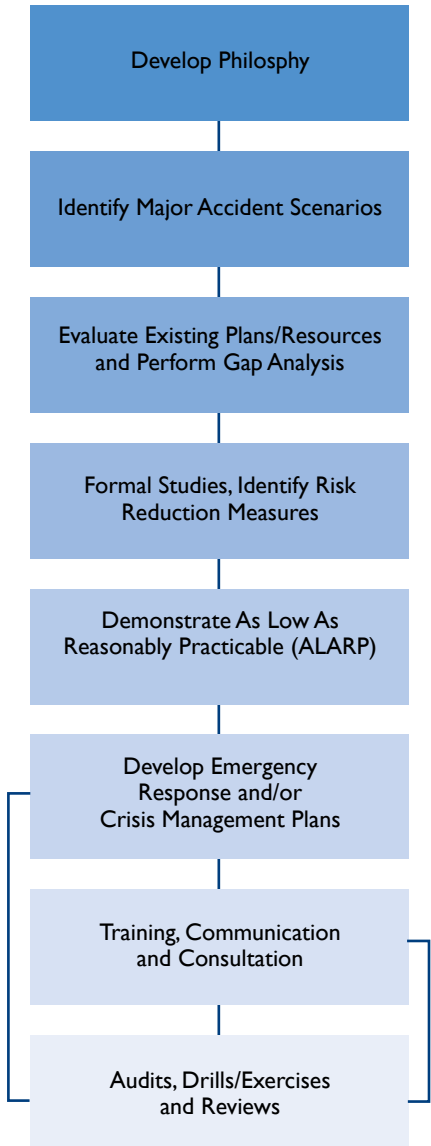 Develop Philosphy
Identify Major Accident Scenarios
Evaluate Existing Plans/Resources
and Perform Gap Analysis
Formal Studies, Identify Risk
Reduction Measures
Demonstrate As Low As
Reasonably Practicable (ALARP)
Develop Emergency
Response and/or
Crisis Management Plans
Training, Communication
and Consultation
Audits, Drills/Exercises
and Reviews